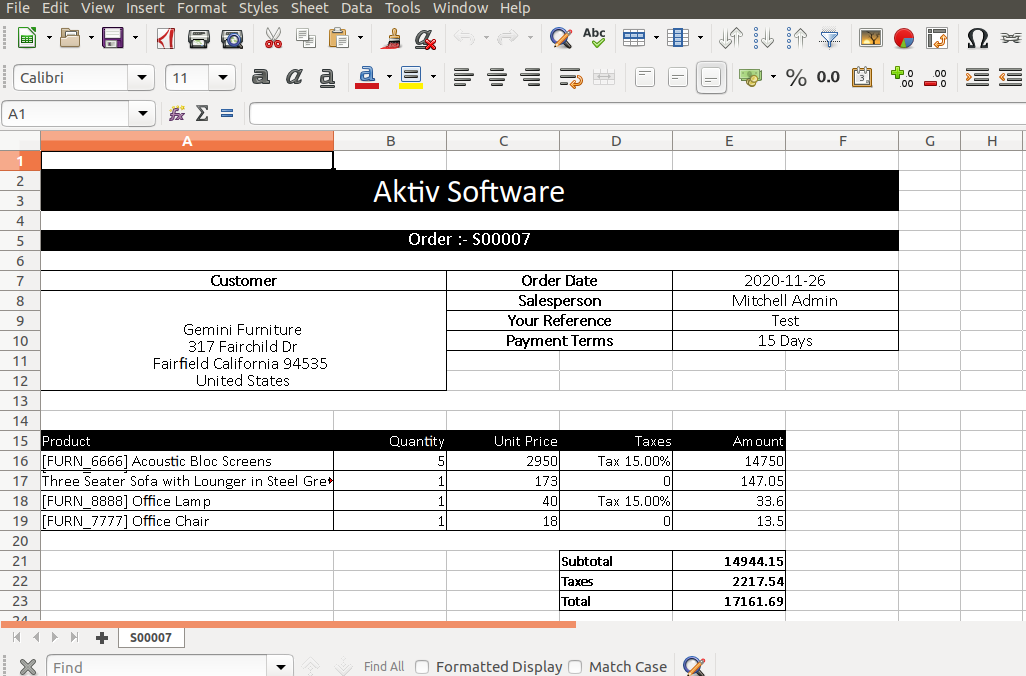 File Edit View Insert Format Styles Sheet Data Tools Window Help
Abc
Calibri 11 a a a a % 0.0
A1 fx Σ =
A B C D E F G H
1
2
Aktiv Software
3
4
5 Order :- S00007
6
7 Customer Order Date 2020-11-26
8 Salesperson Mitchell Admin
9 Your Reference Test
Gemini Furniture
10 317 Fairchild Dr Payment Terms 15 Days
11 Fairfield California 94535
12 United States
13
14
15 Product Quantity Unit Price Taxes Amount
16 [FURN_6666] Acoustic Bloc Screens 5 2950 Tax 15.00% 14750
17 Three Seater Sofa with Lounger in Steel Gre 1 173 0 147.05
18 [FURN_8888] Office Lamp 1 40 Tax 15.00% 33.6
19 [FURN_7777] Office Chair 1 18 0 13.5
20
21 Subtotal 14944.15
22 Taxes 2217.54
23 Total 17161.69
24
S00007
Find Find All Formatted Display Match Case